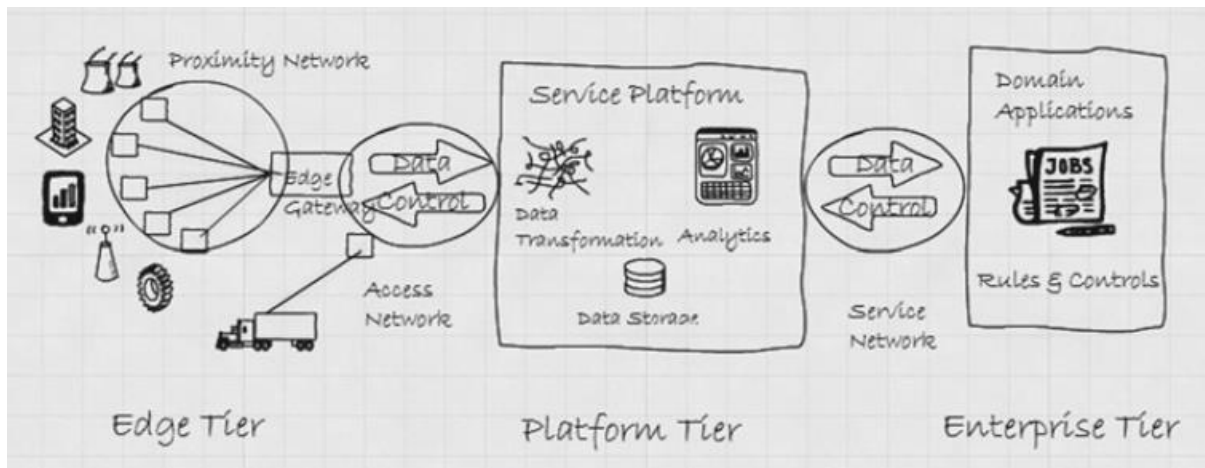 Proximity Network
Edge
Gateway
Data
Control
Access
Network
Service Platform
Data
Transformation
Analytics
Data Storage
Data
Control
Service
Network
Domain
Applications
JOBS
Rules & Controls
Edge Tier
Platform Tier
Enterprise Tier